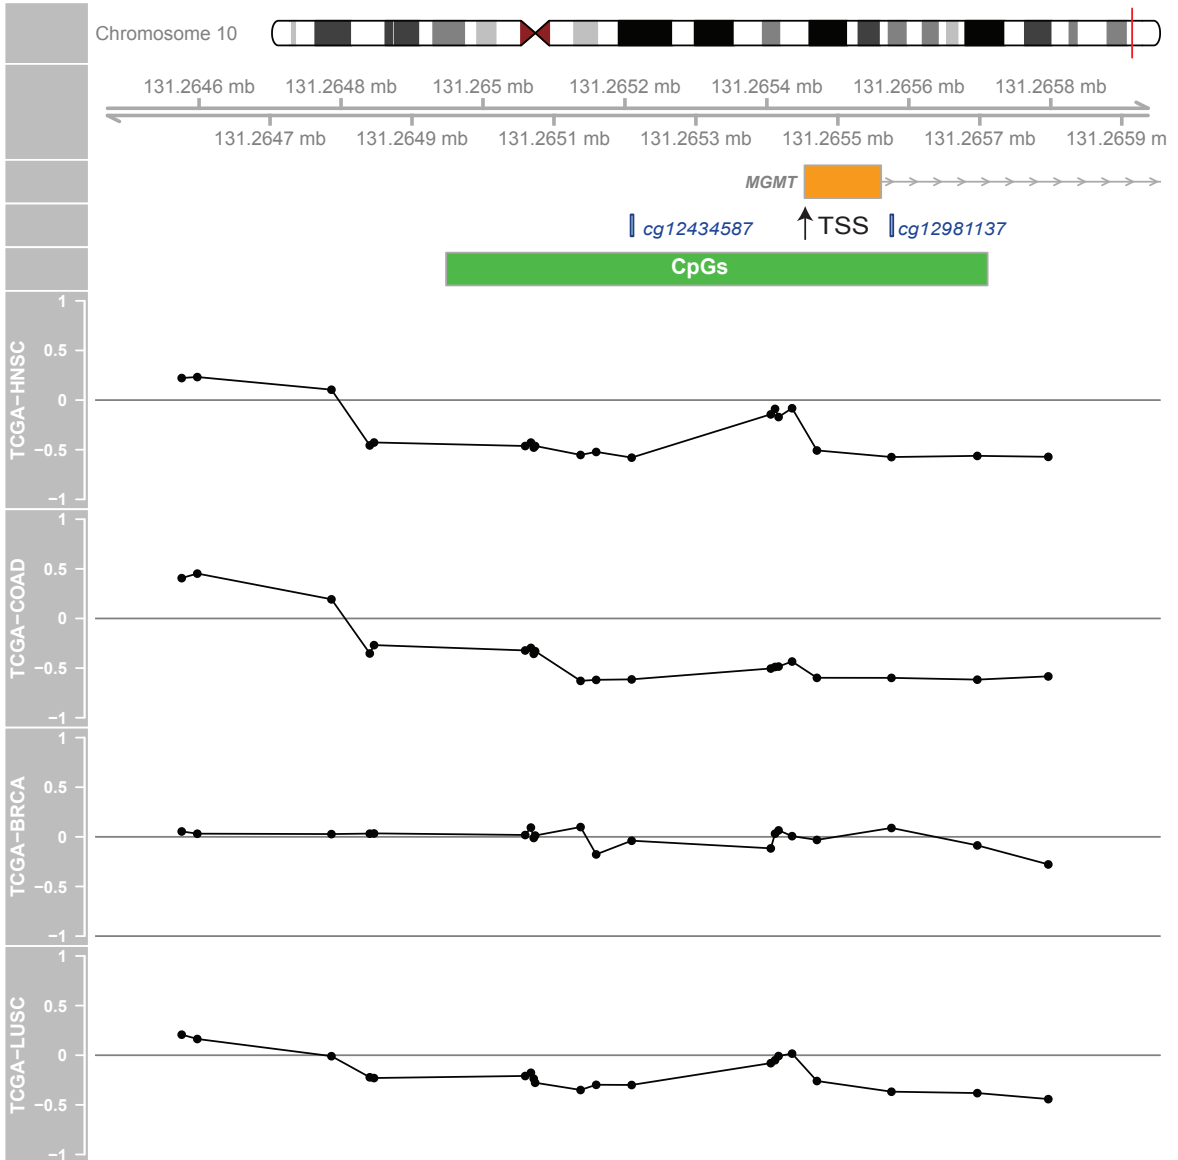 Chromosome 10
131.2646 mb 131.2648 mb 131.265 mb 131.2652 mb 131.2654 mb 131.2656 mb 131.2658 mb
131.2647 mb 131.2649 mb 131.2651 mb 131.2653 mb 131.2655 mb 131.2657 mb 131.2659 m
MGMT
cg12434587 TSS cg12981137
CpGs
TCGA−HNSC
1
0.5
0
−0.5
−1
TCGA−COAD
1
0.5
0
−0.5
−1
TCGA−BRCA
1
0.5
0
−0.5
−1
TCGA−LUSC
1
0.5
0
−0.5
−1